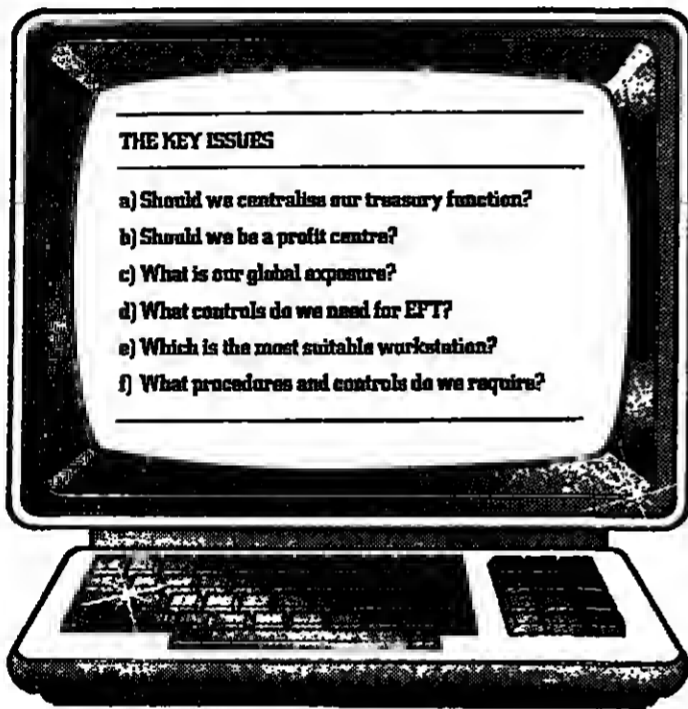 THE KEY ISSUES
a) Should we centralise our treasury function?
b) Should we be a profit centre?
c) What is our global exposure?
d) What controls do we need for EFT?
e) Which is the most suitable workstation?
f) What procedures and controls do we require?